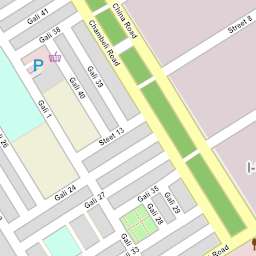 Gali 41
China Road
Chambeli Road
Gali 38
Street 8
P
Gali 39
Gali 40
Gali 1
Steet 13
Gali 26
I-
Gali 24
Gali 35
Gali 27
Gali 29
Gali 28
Gali 33
Road